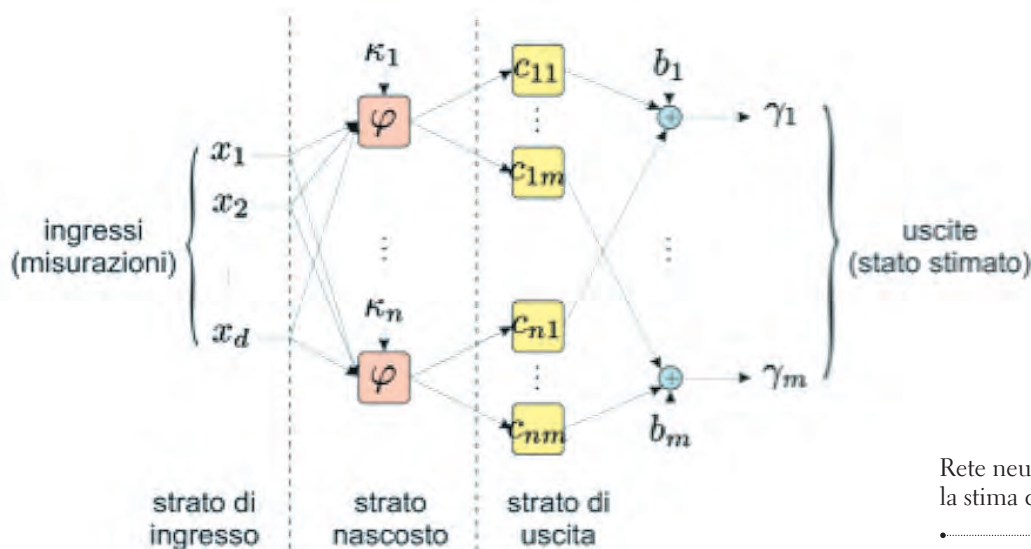 κ1
c11
b1
φ
γ1
x1
c1m
x2
ingressi
(misurazioni)
uscite
(stato stimato)
κn
cn1
xd
φ
γm
cnm
bm
strato di
ingresso
strato
nascosto
strato di
uscita
Rete neu
la stima